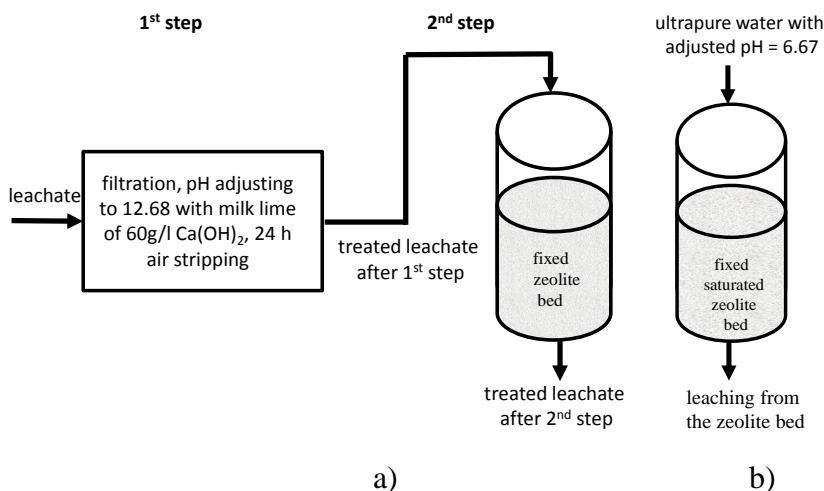 1st step
2nd step
ultrapure water with
adjusted pH = 6.67
leachate
filtration, pH adjusting
to 12.68 with milk lime
of 60g/l Ca(OH)2, 24 h
air stripping
treated leachate
after 1st step
fixed
zeolite
bed
fixed
saturated
zeolite
bed
treated leachate
after 2nd step
leaching from
the zeolite bed
a)
b)